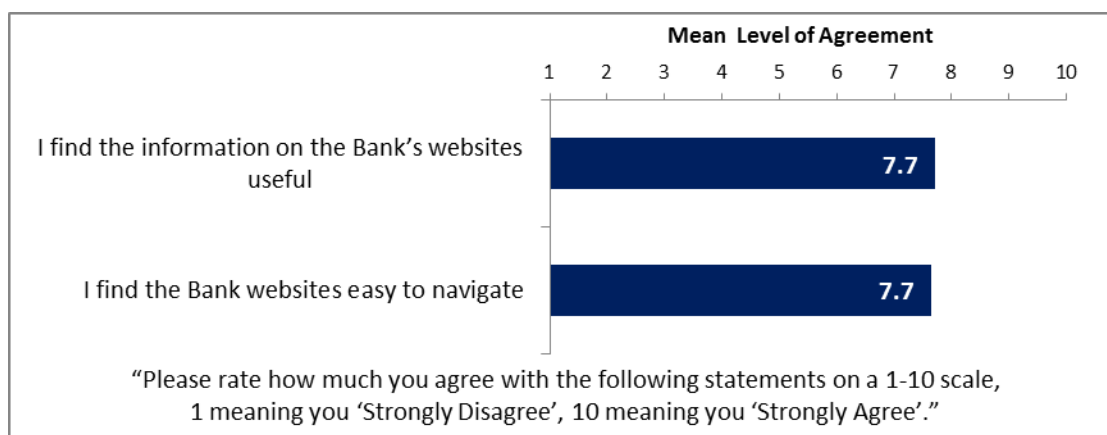 Mean Level of Agreement
1 2 3 4 5 6 7 8 9 10
I find the information on the Bank’s websites
useful
7.7
I find the Bank websites easy to navigate
7.7
“Please rate how much you agree with the following statements on a 1-10 scale,
1 meaning you ‘Strongly Disagree’, 10 meaning you ‘Strongly Agree’.”